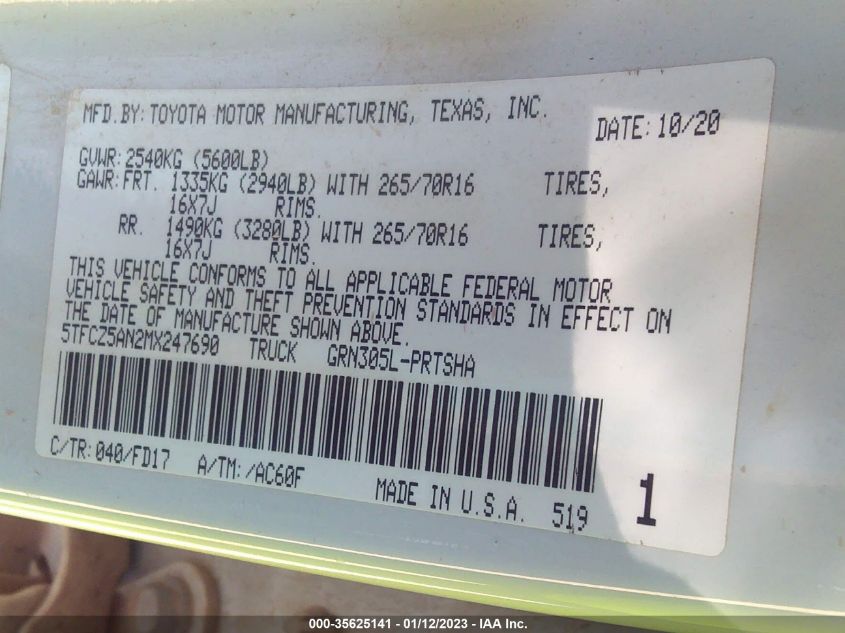 MFD.BY: TOYOTA MOTOR MANUFACTURING, TEXAS, INC.
DATE: 10/20
GVWR: 2540KG (5600LB)
GAWR: FRT. 1335KG (2940LB) WITH 265/70R16 TIRES,
16X7J RIMS.
RR. 1490KG (3280LB) WITH 265/70R16 TIRES,
16X7J RIMS.
THIS VEHICLE CONFORMS TO ALL APPLICABLE FEDERAL MOTOR
VEHICLE SAFETY AND THEFT PREVENTION STANDARDS IN EFFECT ON
THE DATE OF MANUFACTURE SHOWN ABOVE.
5TFCZ5AN2MX247690 TRUCK GRN305L-PRTSHA
C/TR: 040/FD17 A/TM: /AC60F
MADE IN U.S.A. 519 1
000-35625141 - 01/12/2023 - IAA Inc.